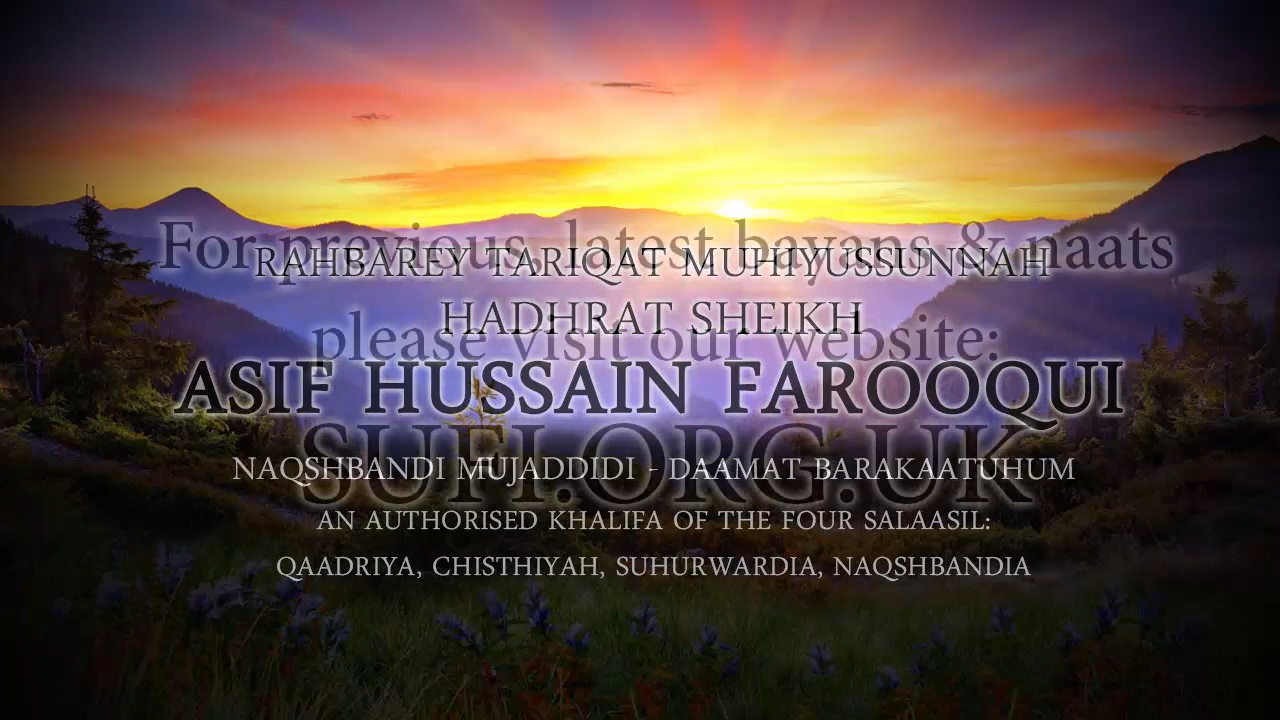 For previous, latest bayans & naats
RAHBAREY TARIQAT MUHIYUSSUNNAH
HADHRAT SHEIKH
please visit our website:
ASIF HUSSAIN FAROOQUI
SUFI.ORG.UK
NAQSHBANDI MUJADDIDI - DAAMAT BARAKAATUHUM
AN AUTHORISED KHALIFA OF THE FOUR SALAASIL:
QAADRIYA, CHISTHIYAH, SUHURWARDIA, NAQSHBANDIA